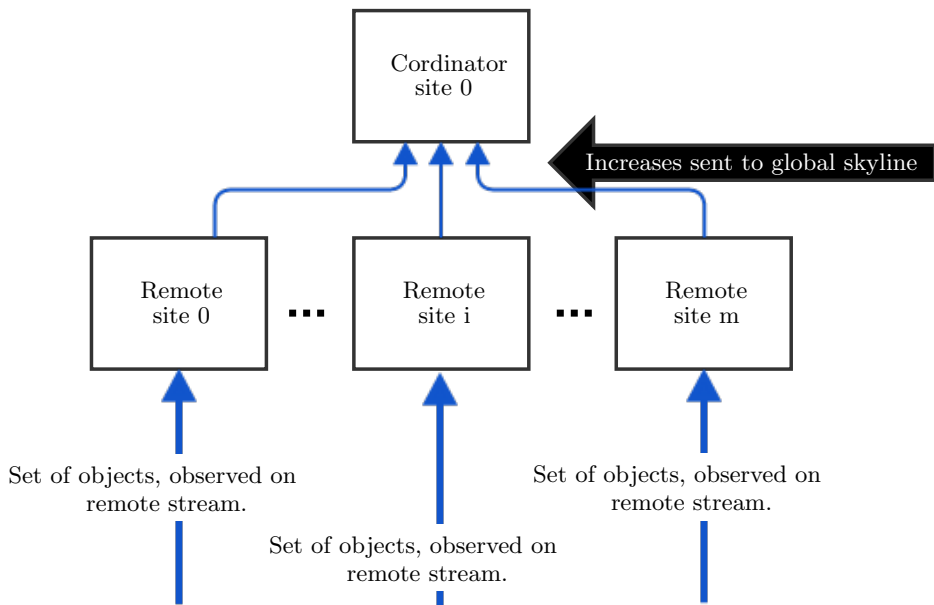 Cordinator
site 0
Increases sent to global skyline
Remote
site 0
Remote
site i
Remote
site m
Set of objects, observed on
remote stream.
Set of objects, observed on
remote stream.
Set of objects, observed on
remote stream.